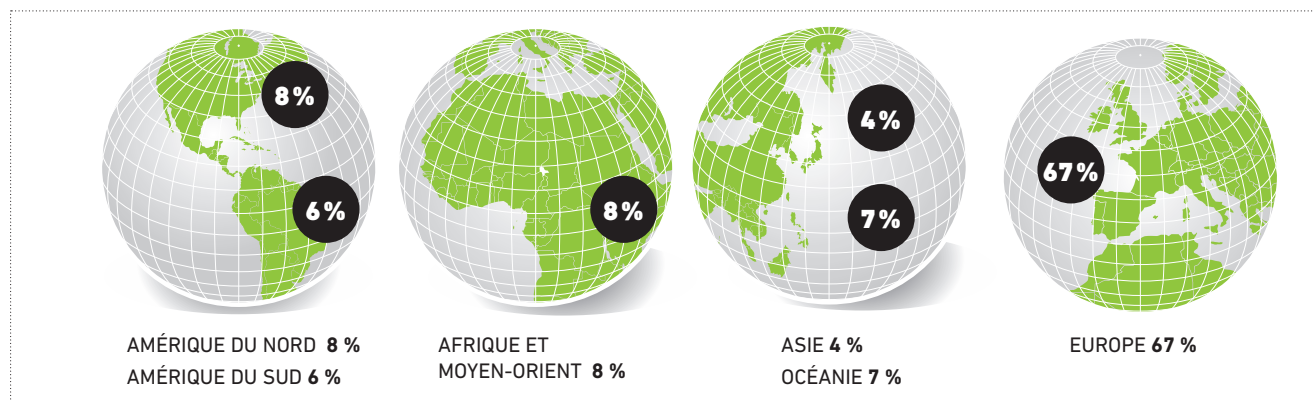 8 %
6 %
8 %
4 %
7 %
67 %
AMÉRIQUE DU NORD 8 %
AMÉRIQUE DU SUD 6 %
AFRIQUE ET
MOYEN-ORIENT 8 %
ASIE 4 %
OCÉANIE 7 %
EUROPE 67 %